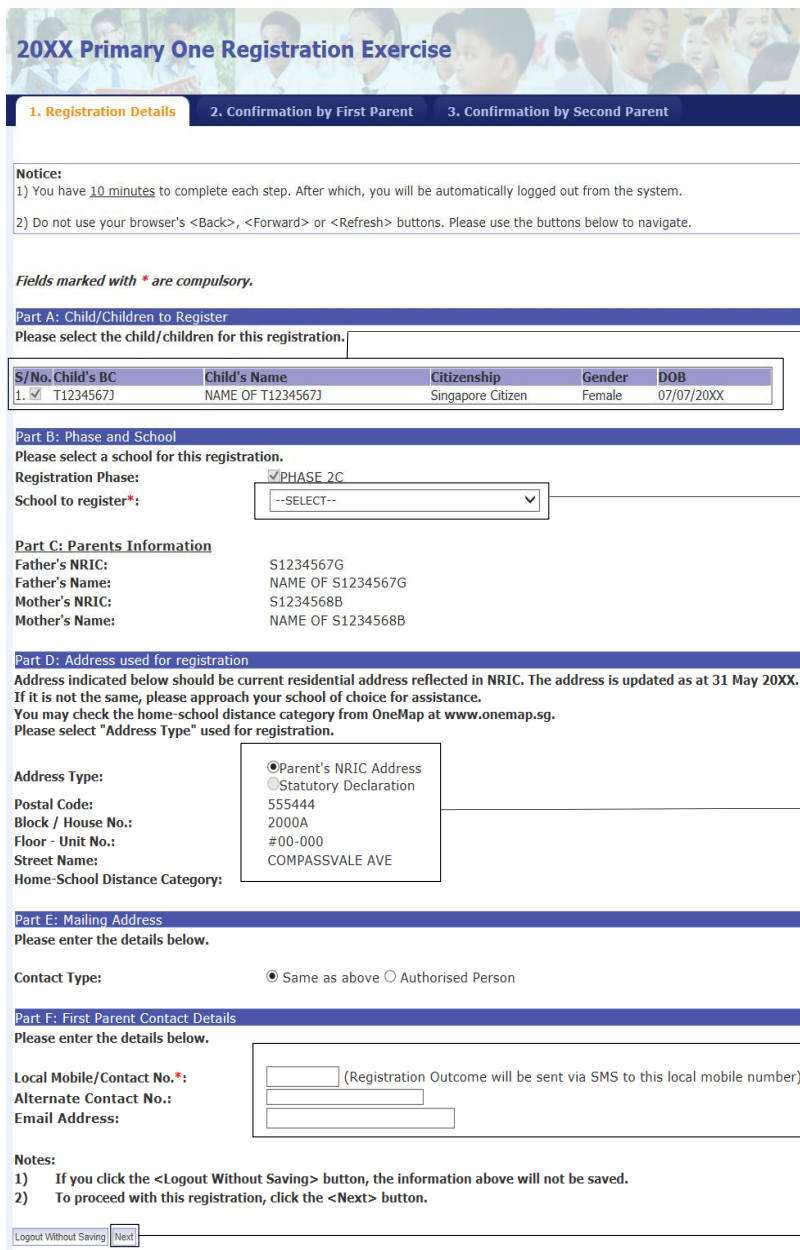 20XX Primary One Registration Exercise
1. Registration Details 2. Confirmation by First Parent 3. Confirmation by Second Parent
Notice:
1) You have 10 minutes to complete each step. After which, you will be automatically logged out from the system.
2) Do not use your browser's <Back>, <Forward> or <Refresh> buttons. Please use the buttons below to navigate.
Fields marked with * are compulsory.
Part A: Child/Children to Register
Please select the child/children for this registration.
S/No. Child's BC Child's Name Citizenship Gender DOB
1. T1234567J NAME OF T1234567J Singapore Citizen Female 07/07/20XX
Part B: Phase and School
Please select a school for this registration.
Registration Phase: PHASE 2C
School to register*: --SELECT--
Part C: Parents Information
Father's NRIC: S1234567G
Father's Name: NAME OF S1234567G
Mother's NRIC: S1234568B
Mother's Name: NAME OF S1234568B
Part D: Address used for registration
Address indicated below should be current residential address reflected in NRIC. The address is updated as at 31 May 20XX.
If it is not the same, please approach your school of choice for assistance.
You may check the home-school distance category from OneMap at www.onemap.sg.
Please select "Address Type" used for registration.
Address Type: Parent's NRIC Address
Statutory Declaration
Postal Code: 555444
Block / House No.: 2000A
Floor - Unit No.: #00-000
Street Name: COMPASSVALE AVE
Home-School Distance Category:
Part E: Mailing Address
Please enter the details below.
Contact Type: Same as above Authorised Person
Part F: First Parent Contact Details
Please enter the details below.
Local Mobile/Contact No.*: (Registration Outcome will be sent via SMS to this local mobile number)
Alternate Contact No.:
Email Address:
Notes:
1) If you click the <Logout Without Saving> button, the information above will not be saved.
2) To proceed with this registration, click the <Next> button.
Logout Without Saving Next